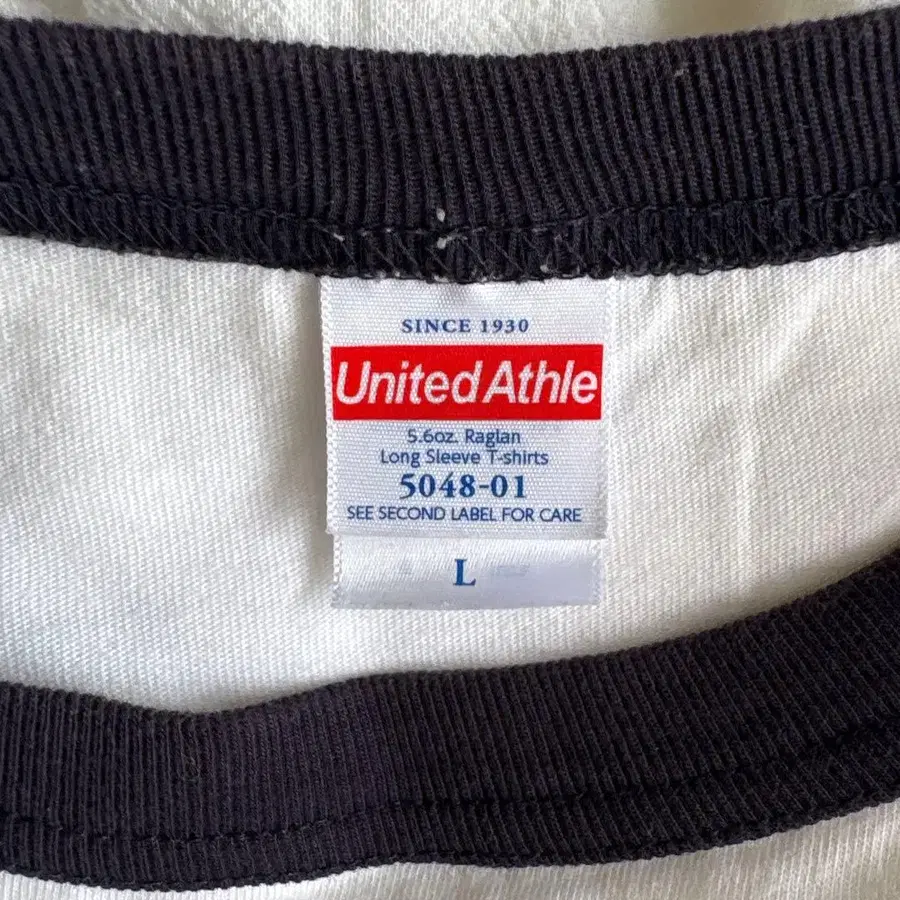 SINCE 1930
United Athle
5.6oz. Raglan
Long Sleeve T-shirts
5048-01
SEE SECOND LABEL FOR CARE
L